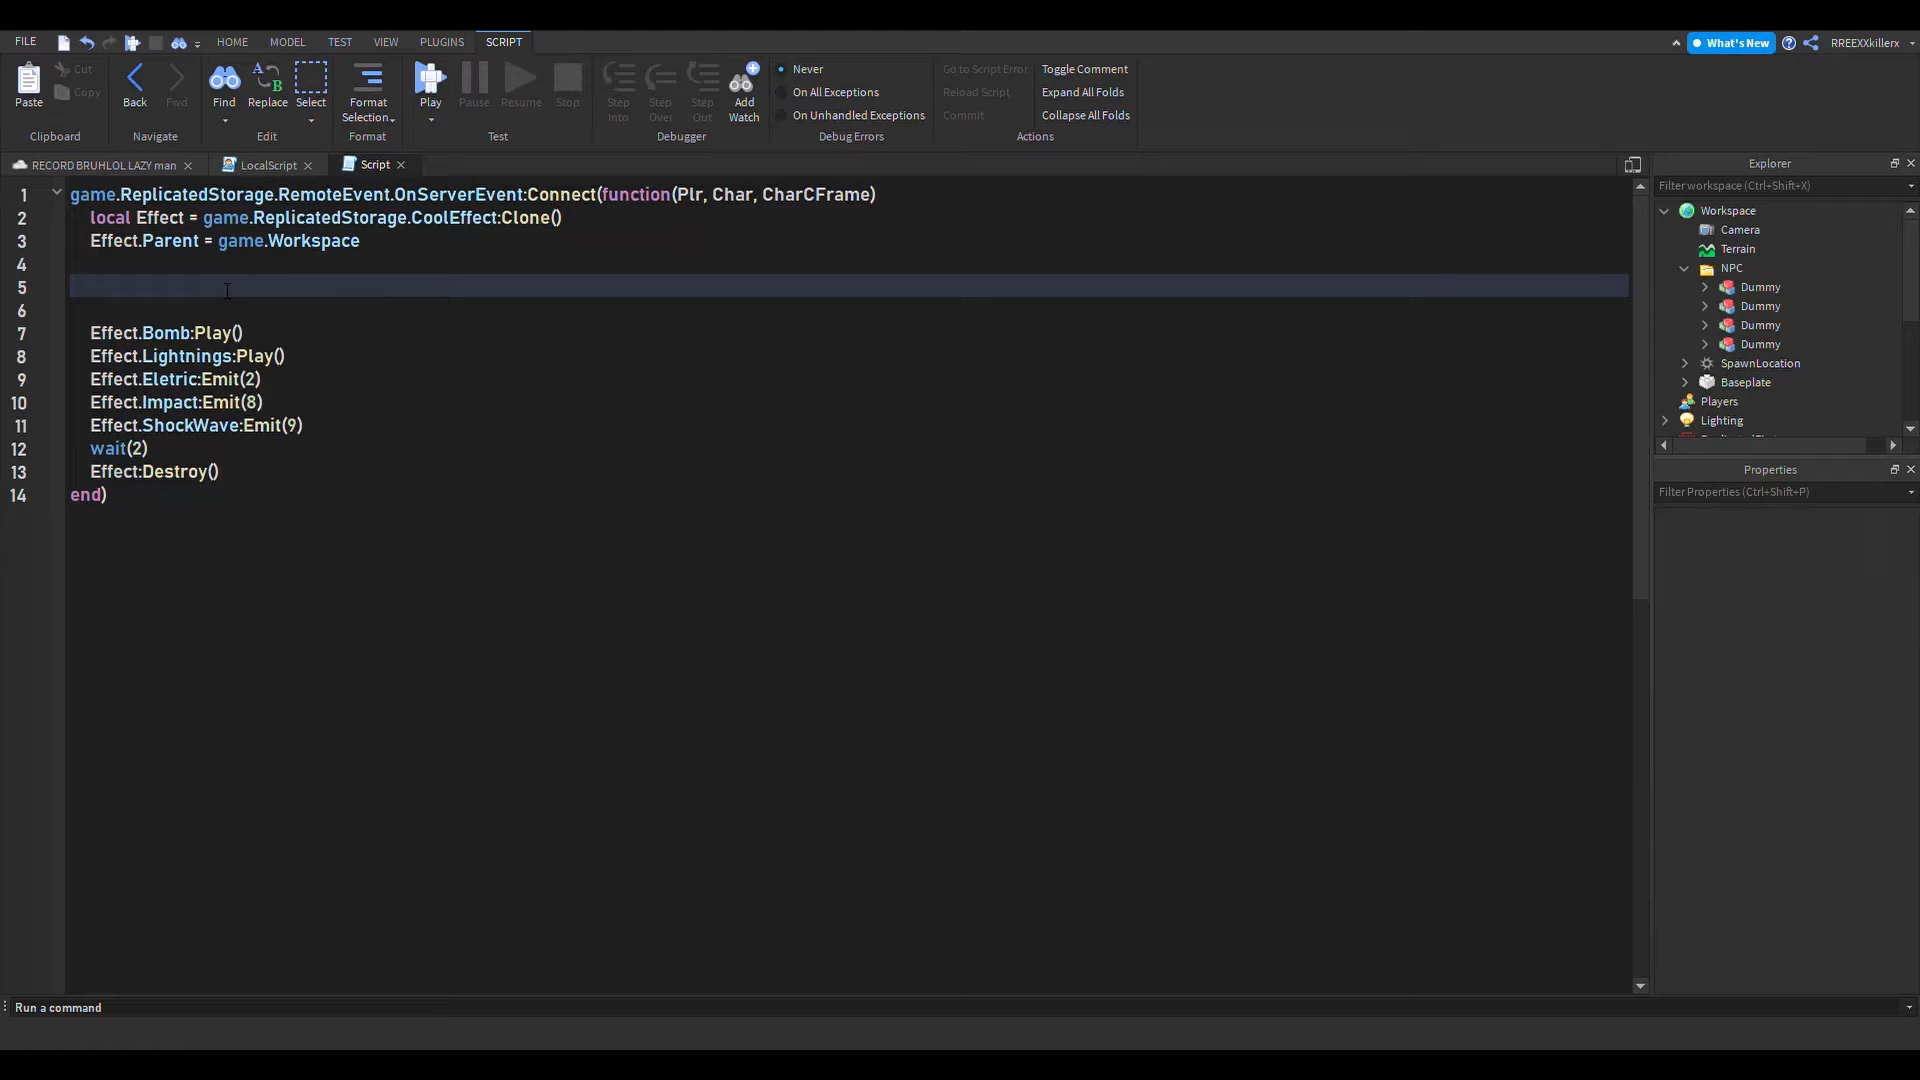 FILE HOME MODEL TEST VIEW PLUGINS SCRIPT What's New RREEXXkillerx
Paste Cut Copy Back Fwd Find Replace Select Format Selection Play Pause Resume Stop Step Into Step Over Step Out Add Watch
Never
On All Exceptions
On Unhandled Exceptions
Go to Script Error
Reload Script
Commit
Toggle Comment
Expand All Folds
Collapse All Folds
Clipboard Navigate Edit Format Test Debugger Debug Errors Actions
RECORD BRUHLOL LAZY man LocalScript Script
1 game.ReplicatedStorage.RemoteEvent.OnServerEvent:Connect(function(Plr, Char, CharCFrame)
2 local Effect = game.ReplicatedStorage.CoolEffect:Clone()
3 Effect.Parent = game.Workspace
4
5
6
7 Effect.Bomb:Play()
8 Effect.Lightnings:Play()
9 Effect.Eletric:Emit(2)
10 Effect.Impact:Emit(8)
11 Effect.ShockWave:Emit(9)
12 wait(2)
13 Effect:Destroy()
14 end)
Explorer
Filter workspace (Ctrl+Shift+X)
Workspace
Camera
Terrain
NPC
Dummy
Dummy
Dummy
Dummy
SpawnLocation
Baseplate
Players
Lighting
Properties
Filter Properties (Ctrl+Shift+P)
Run a command